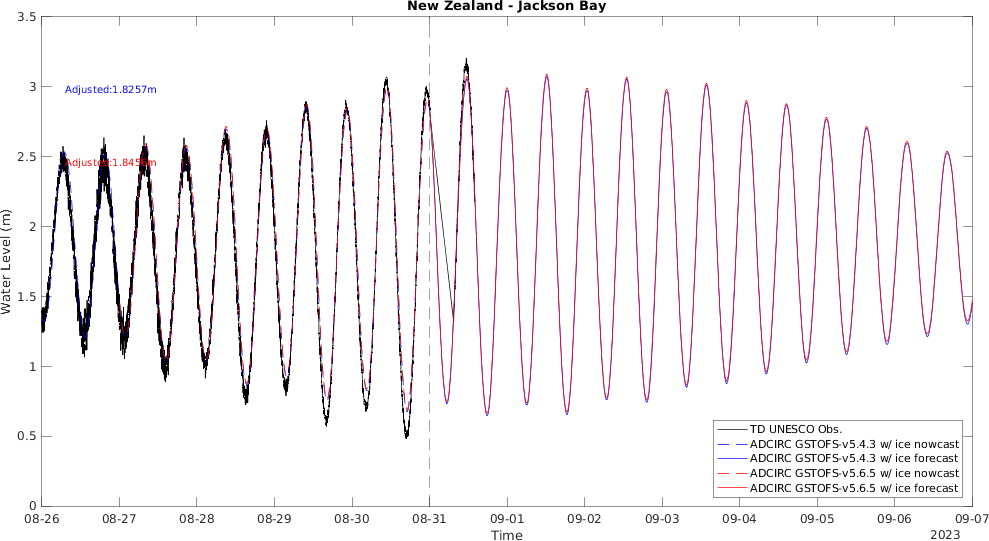 New Zealand - Jackson Bay
Water Level (m)
3.5
3
2.5
2
1.5
1
0.5
0
Adjusted:1.8257m
08-26
08-27
08-28
08-29
08-30
08-31
09-01
09-02
09-03
09-04
09-05
09-06
09-07
Time
2023
TD UNESCO Obs.
ADCIRC GSTOFS-v5.4.3 w/ ice nowcast
ADCIRC GSTOFS-v5.4.3 w/ ice forecast
ADCIRC GSTOFS-v5.6.5 w/ ice nowcast
ADCIRC GSTOFS-v5.6.5 w/ ice forecast